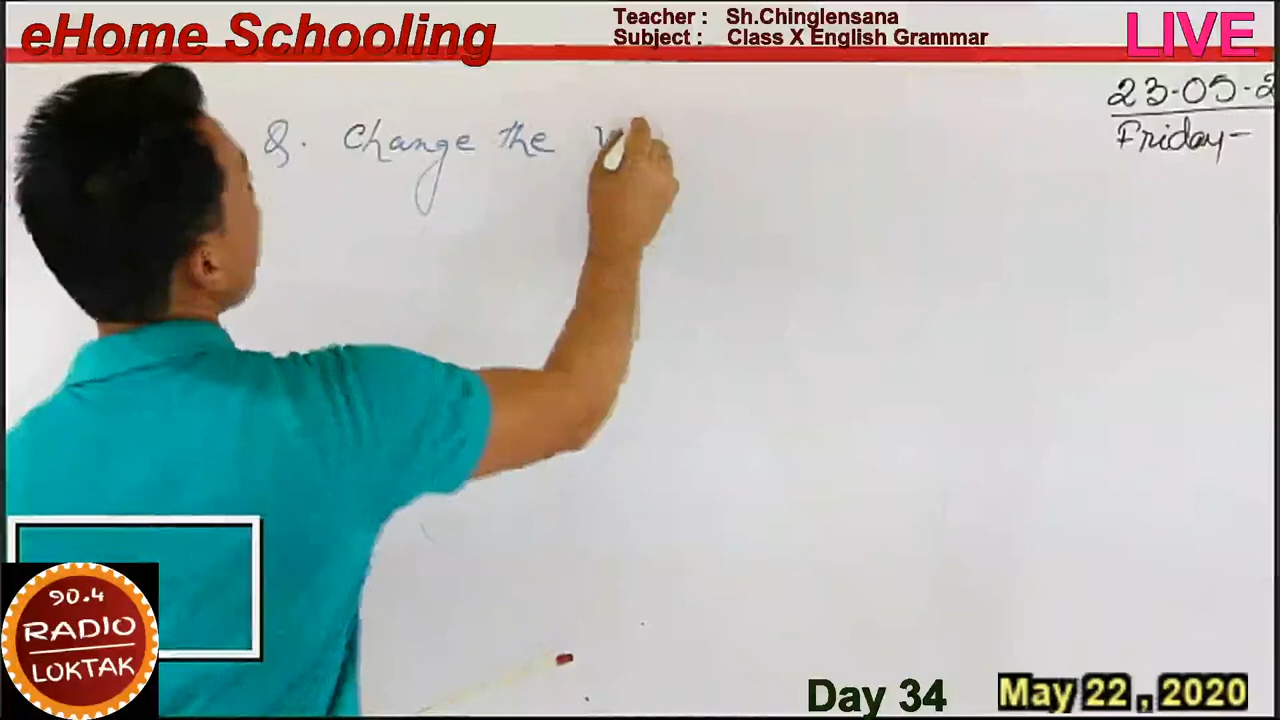 eHome Schooling
Teacher : Sh.Chinglensana
Subject : Class X English Grammar
LIVE
23-05-2
Friday-
Q. Change the
90.4
RADIO
LOKTAK
Day 34
May 22 , 2020